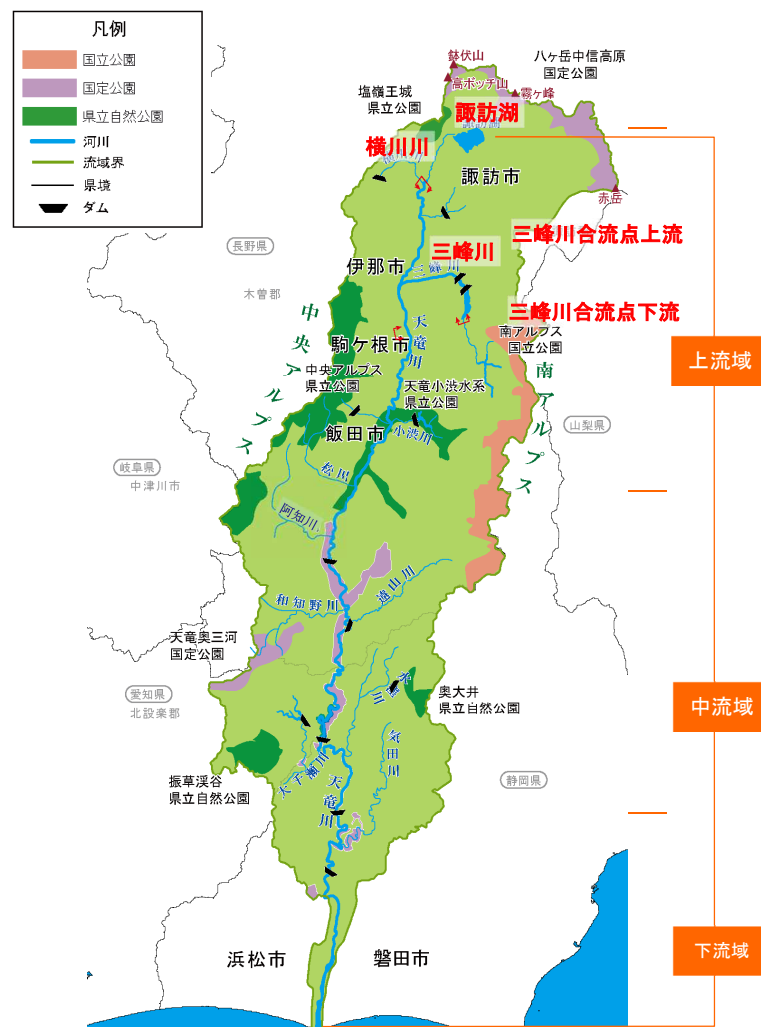 凡例
国立公園
国定公園
県立自然公園
河川
流域界
県境
ダム
鉢伏山
高ボッチ山
霧ヶ峰
八ヶ岳中信高原
国定公園
塩嶺王城
県立公園
諏訪湖
横川川
諏訪市
赤岳
三峰川合流点上流
三峰川
三峰川
長野県
伊那市
木曽郡
三峰川合流点下流
中央アルプス
天竜川
駒ケ根市
南アルプス
国立公園
上流域
中央アルプス
県立公園
天竜小渋水系
県立公園
南アルプス
飯田市
小渋川
山梨県
岐阜県
中津川市
松川
阿知川
遠山川
和知野川
天竜奥三河
国定公園
愛知県
北設楽郡
水窪川
奥大井
県立自然公園
中流域
気田川
大千瀬川
天竜川
振草渓谷
県立自然公園
静岡県
浜松市
磐田市
下流域